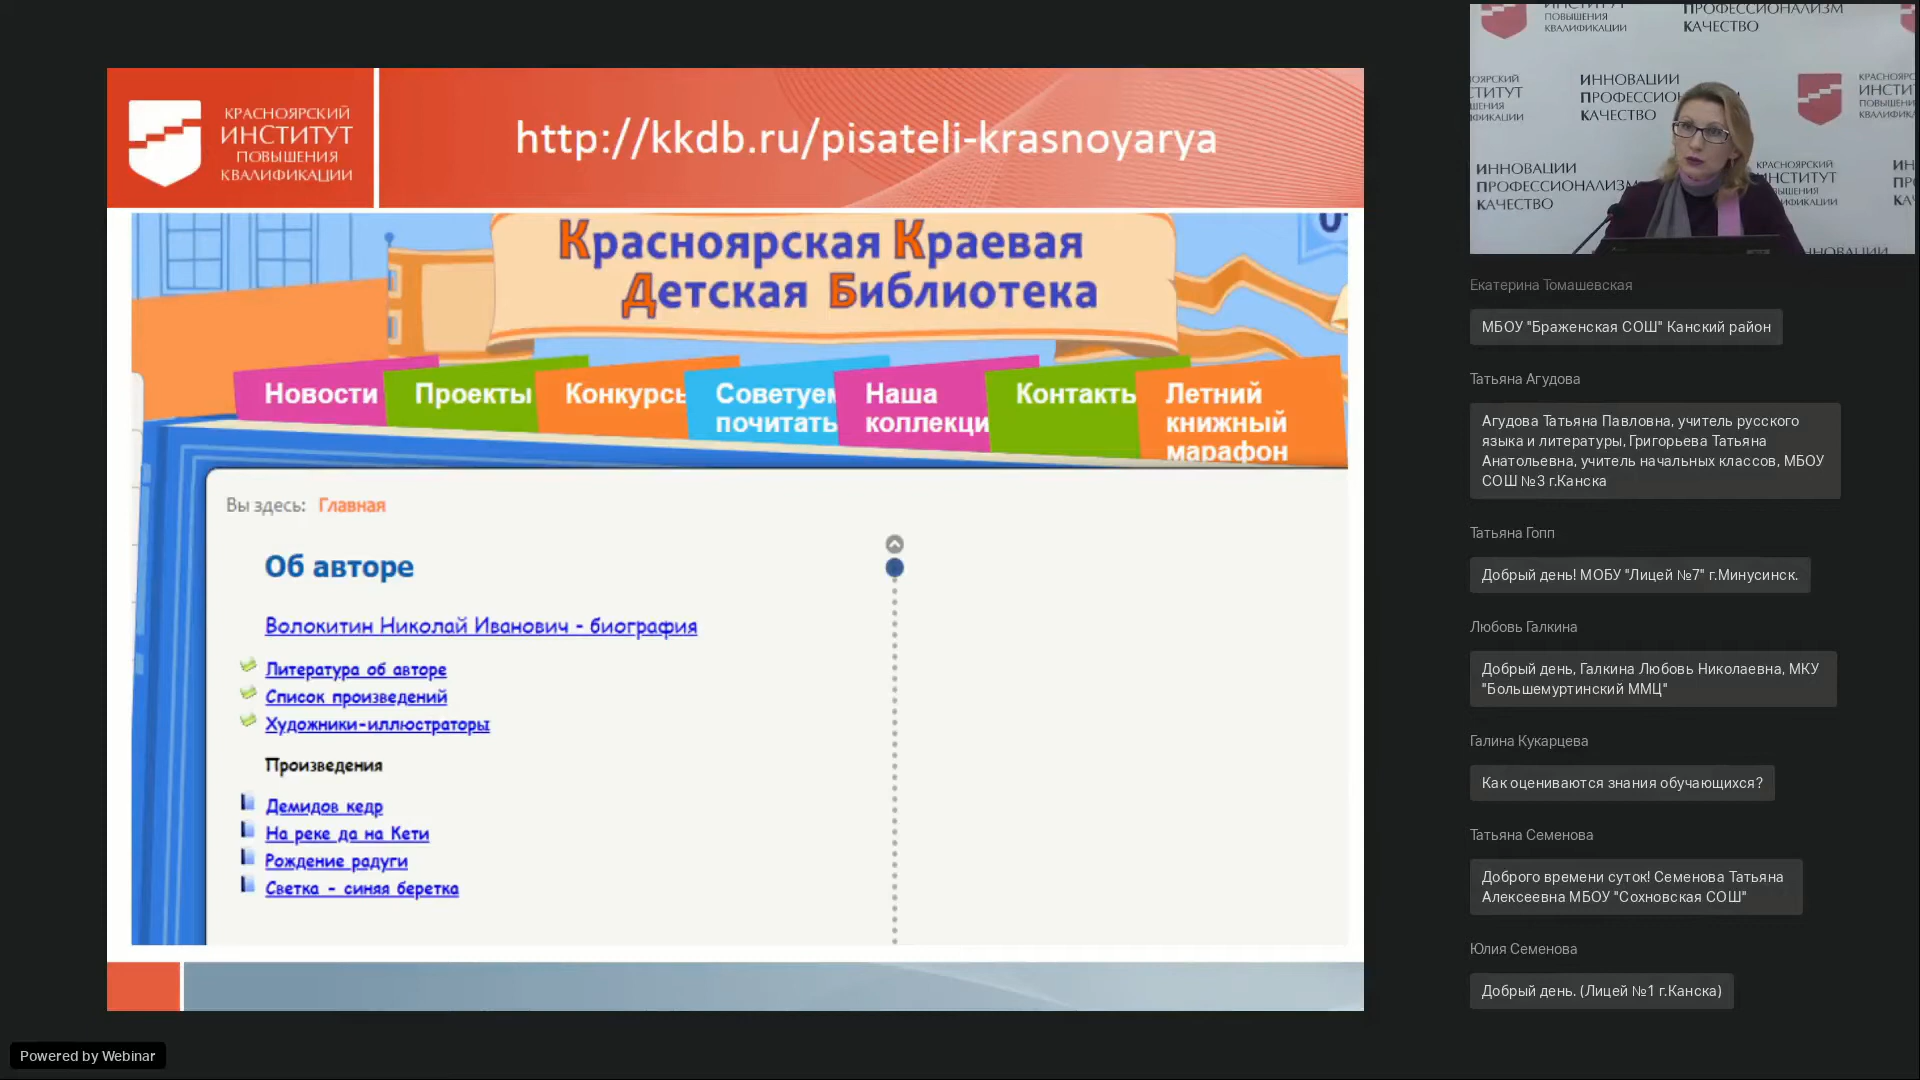 КРАСНОЯРСКИЙ
ИНСТИТУТ
ПОВЫШЕНИЯ
КВАЛИФИКАЦИИ
http://kkdb.ru/pisateli-krasnoyarya
Красноярская Краевая
Детская Библиотека
Новости
Проекты
Конкурсы
Советуем
почитать
Наша
коллекци
Контакты
Летний
книжный
марафон
Вы здесь: Главная
Об авторе
Волокитин Николай Иванович - биография
Литература об авторе
Список произведений
Художники-иллюстраторы
Произведения
Демидов кедр
На реке да на Кети
Рождение радуги
Светка - синяя беретка
ПОВЫШЕНИЯ
КВАЛИФИКАЦИИ
ПРОФЕССИОНАЛИЗМ
КАЧЕСТВО
ИННОВАЦИИ
КАЧЕСТВО
ИННОВАЦИИ
ПРОФЕССИОНАЛИЗМ
КАЧЕСТВО
Екатерина Томашевская
МБОУ "Браженская СОШ" Канский район
Татьяна Агудова
Агудова Татьяна Павловна, учитель русского
языка и литературы, Григорьева Татьяна
Анатольевна, учитель начальных классов, МБОУ
СОШ №3 г.Канска
Татьяна Гопп
Добрый день! МОБУ "Лицей №7" г.Минусинск.
Любовь Галкина
Добрый день, Галкина Любовь Николаевна, МКУ
"Большемуртинский ММЦ"
Галина Кукарцева
Как оцениваются знания обучающихся?
Татьяна Семенова
Доброго времени суток! Семенова Татьяна
Алексеевна МБОУ "Сохновская СОШ"
Юлия Семенова
Добрый день. (Лицей №1 г.Канска)
Powered by Webinar